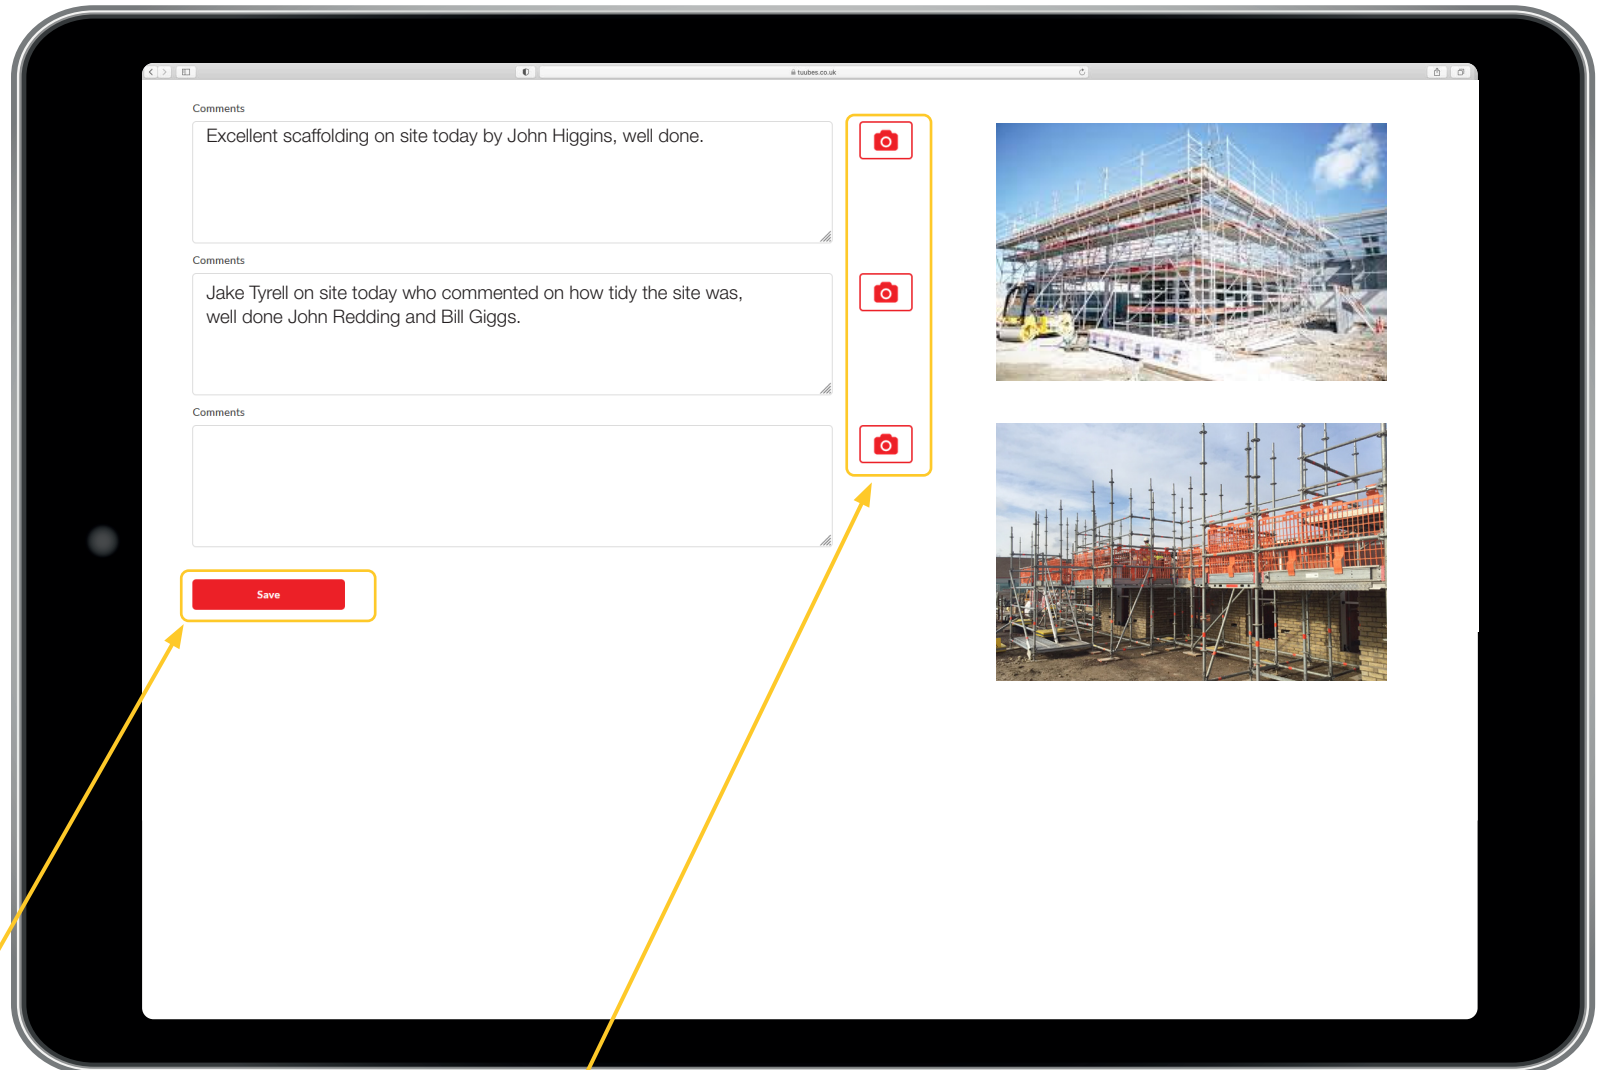 tuubes.co.uk
Comments
Excellent scaffolding on site today by John Higgins, well done.
Comments
Jake Tyrell on site today who commented on how tidy the site was,
well done John Redding and Bill Giggs.
Comments
Save